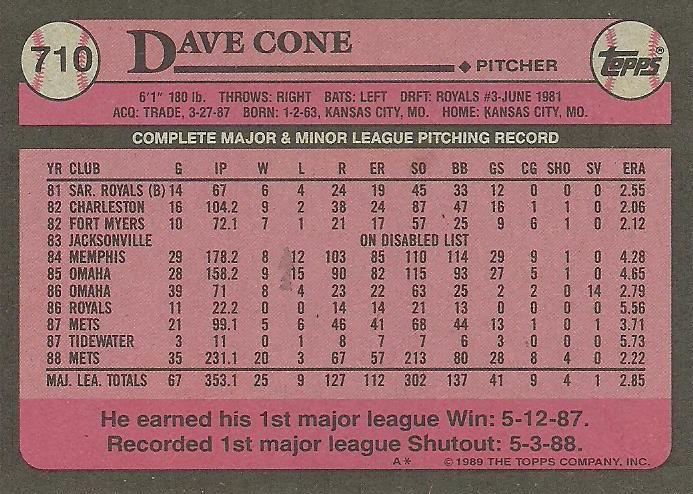 710 DAVE CONE ◆ PITCHER TOPPS®
6'1" 180 lb. THROWS: RIGHT BATS: LEFT DRFT: ROYALS #3-JUNE 1981
ACQ: TRADE, 3-27-87 BORN: 1-2-63, KANSAS CITY, MO. HOME: KANSAS CITY, MO.
COMPLETE MAJOR & MINOR LEAGUE PITCHING RECORD
YR CLUB G IP W L R ER SO BB GS CG SHO SV ERA
81 SAR. ROYALS (B) 14 67 6 4 24 19 45 33 12 0 0 0 2.55
82 CHARLESTON 16 104.2 9 2 38 24 87 47 16 1 1 0 2.06
82 FORT MYERS 10 72.1 7 1 21 17 57 25 9 6 1 0 2.12
83 JACKSONVILLE ON DISABLED LIST
84 MEMPHIS 29 178.2 8 12 103 85 110 114 29 9 1 0 4.28
85 OMAHA 28 158.2 9 15 90 82 115 93 27 5 1 0 4.65
86 OMAHA 39 71 8 4 23 22 63 25 2 2 0 14 2.79
86 ROYALS 11 22.2 0 0 14 14 21 13 0 0 0 0 5.56
87 METS 21 99.1 5 6 46 41 68 44 13 1 0 1 3.71
87 TIDEWATER 3 11 0 1 8 7 7 6 3 0 0 0 5.73
88 METS 35 231.1 20 3 67 57 213 80 28 8 4 0 2.22
MAJ. LEA. TOTALS 67 353.1 25 9 127 112 302 137 41 9 4 1 2.85
He earned his 1st major league Win: 5-12-87.
Recorded 1st major league Shutout: 5-3-88.
A* © 1989 THE TOPPS COMPANY, INC.